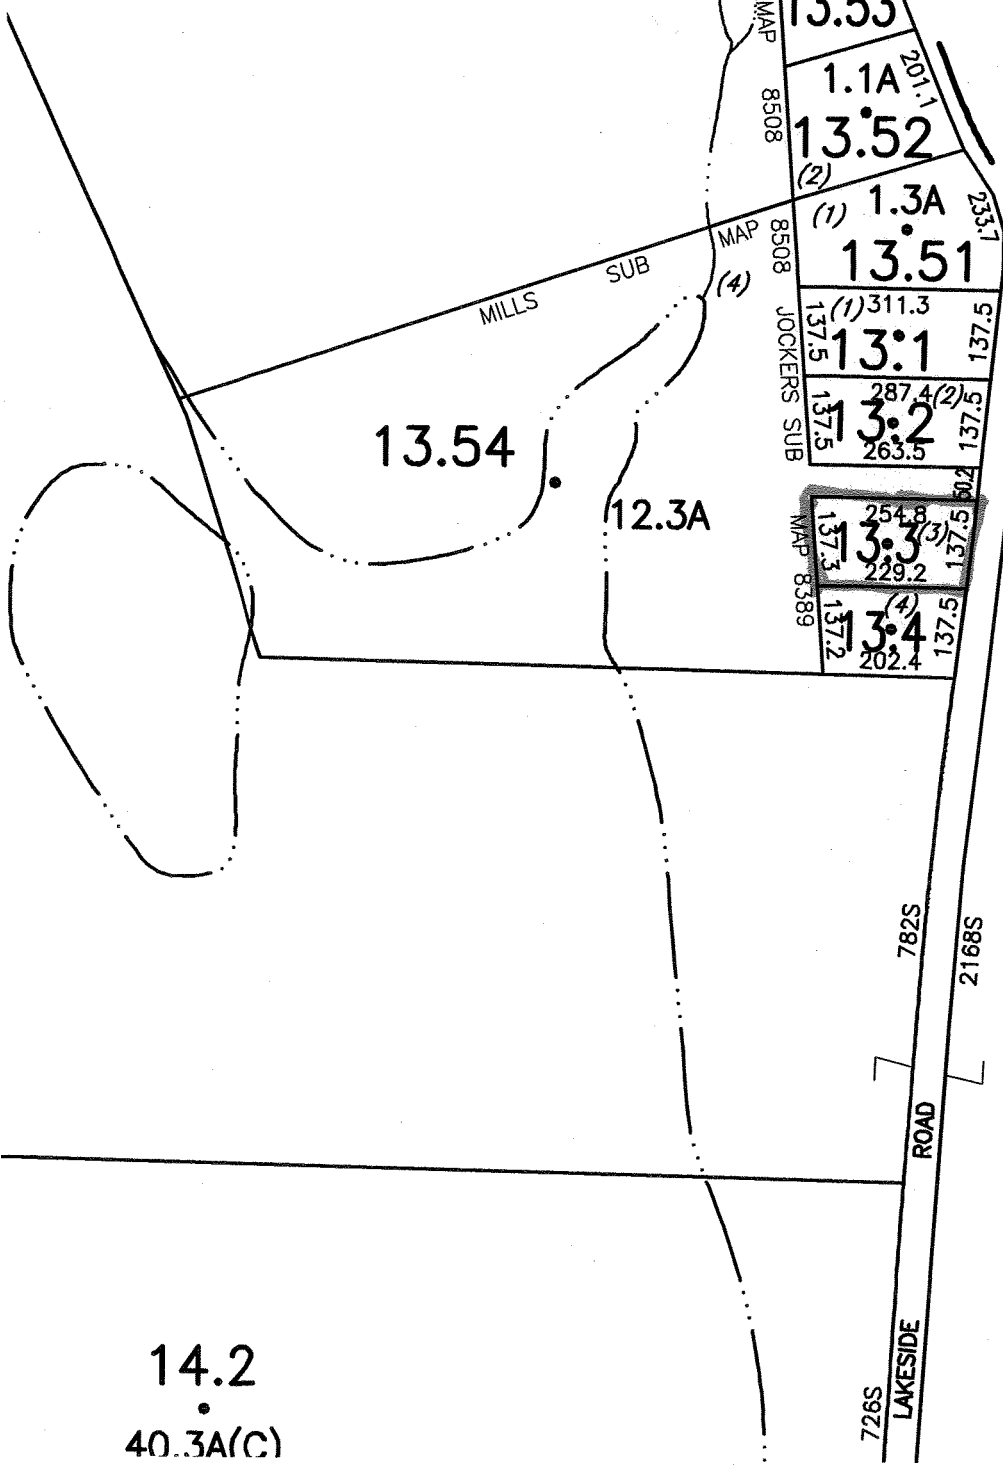 13.53
MAP
201.1
1.1A
8508
13.52
(2)
(1)
1.3A
233.7
MAP
8508
13.51
SUB
(4)
MILLS
(1) 311.3
137.5
137.5
13.1
JOCKERS SUB
287.4 (2)
137.5
13.2
137.5
263.5
13.54
50.2
12.3A
254.8
137.3
13.3
(3)
137.5
229.2
MAP 8389
(4)
137.2
13.4
137.5
202.4
782S
2168S
ROAD
LAKESIDE
726S
14.2
40.3A(C)